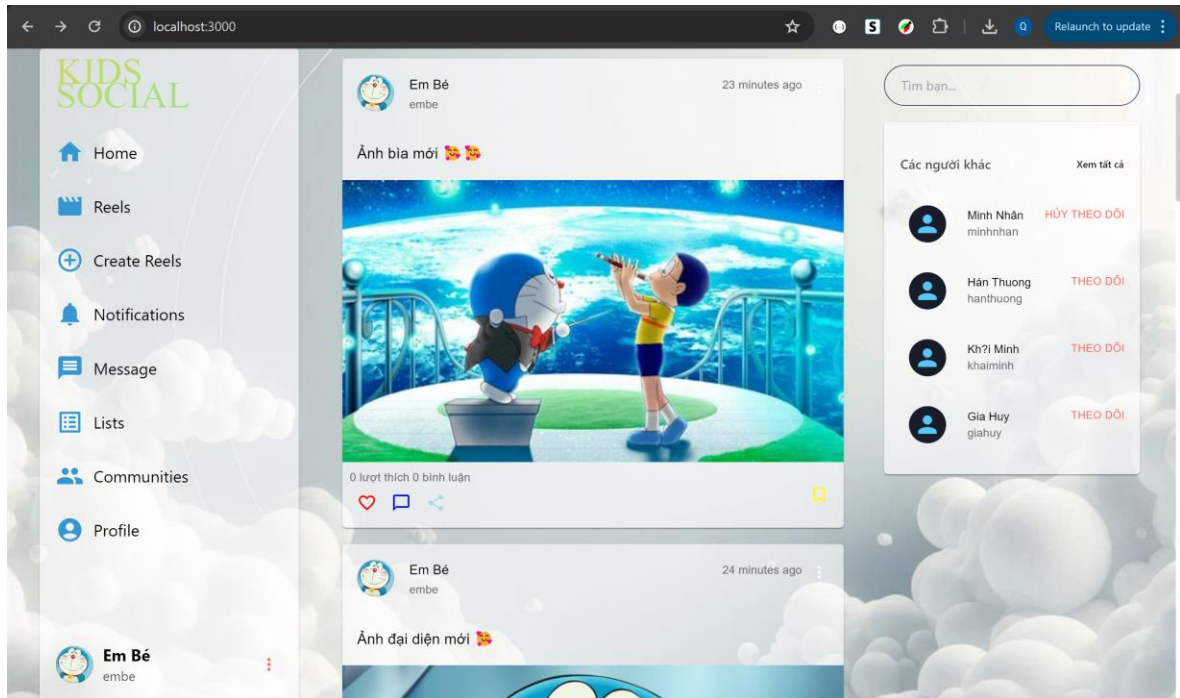 localhost:3000
S
Q
Relaunch to update
KIDS
SOCIAL
Home
Reels
Create Reels
Notifications
Message
Lists
Communities
Profile
Em Bé
embe
Em Bé
embe
23 minutes ago
Ảnh bìa mới 🥰 🥰
0 lượt thích 0 bình luận
Em Bé
embe
24 minutes ago
Ảnh đại diện mới 🥰
Tìm bạn...
Các người khác
Xem tất cả
Minh Nhân
minhnhan
HỦY THEO DÕI
Hán Thuong
hanthuong
THEO DÕI
Kh?i Minh
khaiminh
THEO DÕI
Gia Huy
giahuy
THEO DÕI